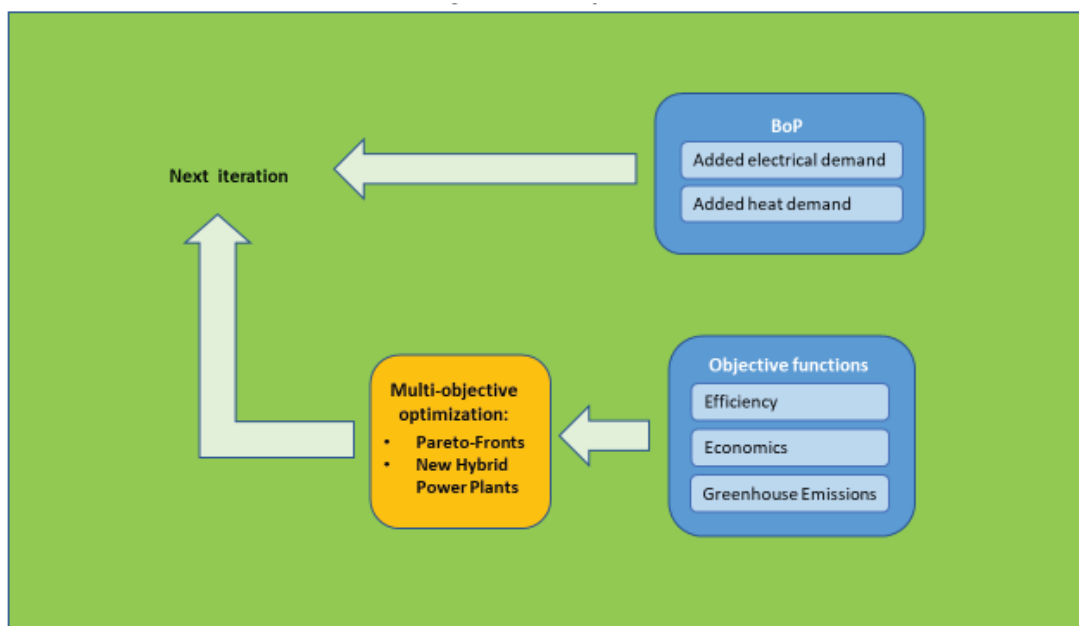 BoP
Added electrical demand
Next iteration
Added heat demand
Objective functions
Multi-objective
optimization:
Efficiency
• Pareto-Fronts
Economics
• New Hybrid
Power Plants
Greenhouse Emissions